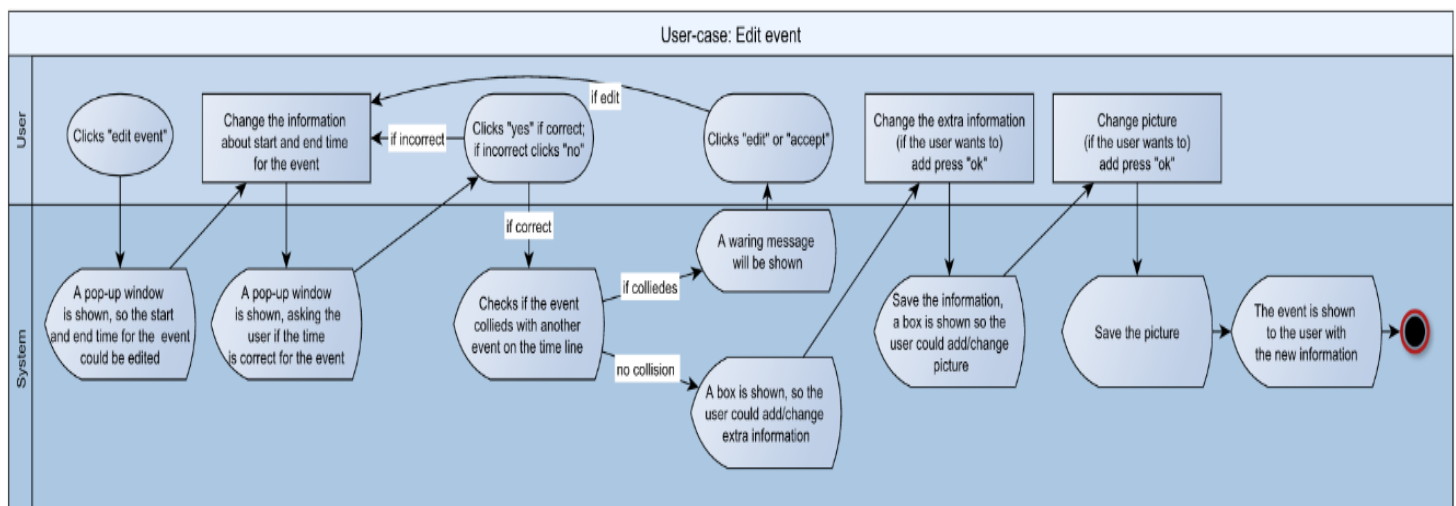 User-case: Edit event
User
Clicks "edit event"
Change the information
about start and end time
for the event
if incorrect
Clicks "yes" if correct;
if incorrect clicks "no"
if edit
Clicks "edit" or "accept"
Change the extra information
(if the user wants to)
add press "ok"
Change picture
(if the user wants to)
add press "ok"
System
A pop-up window
is shown, so the start
and end time for the event
could be edited
A pop-up window
is shown, asking the
user if the time
is correct for the event
if correct
Checks if the event
collieds with another
event on the time line
if colliedes
A waring message
will be shown
no collision
A box is shown, so the
user could add/change
extra information
Save the information,
a box is shown so the
user could add/change
picture
Save the picture
The event is shown
to the user with
the new information